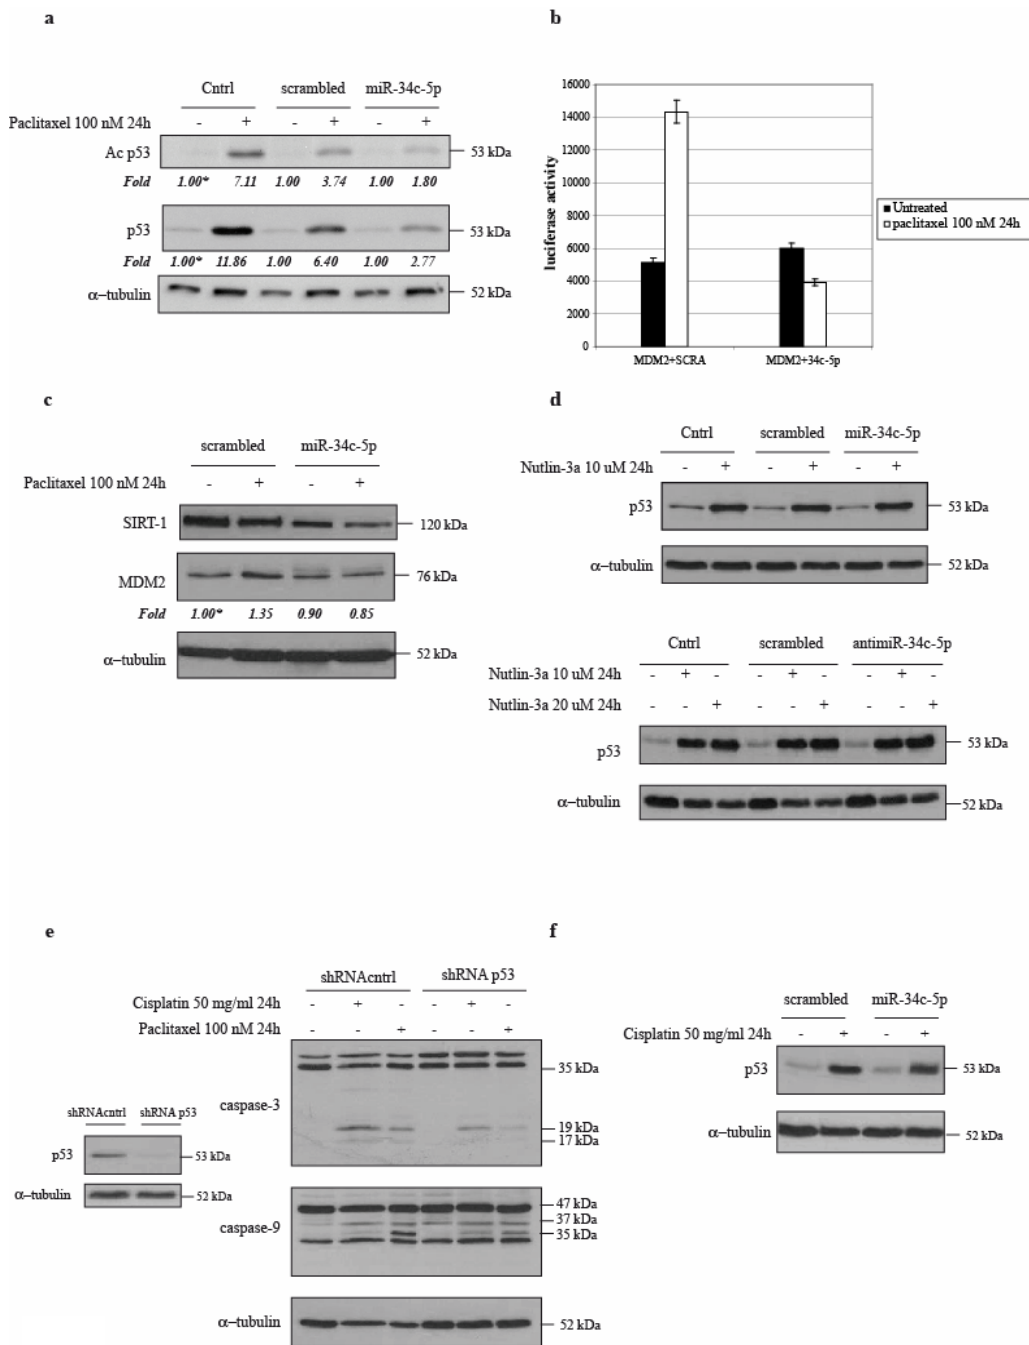 a
Cntrl scrambled miR-34c-5p
Paclitaxel 100 nM 24h - + - + - +
Ac p53 53 kDa
Fold 1.00* 7.11 1.00 3.74 1.00 1.80
p53 53 kDa
Fold 1.00* 11.86 1.00 6.40 1.00 2.77
α-tubulin 52 kDa
b
16000
14000
12000
10000
8000
6000
4000
2000
0
luciferase activity
MDM2+SCRA MDM2+34c-5p
Untreated
paclitaxel 100 nM 24h
c
scrambled miR-34c-5p
Paclitaxel 100 nM 24h - + - +
SIRT-1 120 kDa
MDM2 76 kDa
Fold 1.00* 1.35 0.90 0.85
α-tubulin 52 kDa
d
Cntrl scrambled miR-34c-5p
Nutlin-3a 10 uM 24h - + - + - +
p53 53 kDa
α-tubulin 52 kDa
Cntrl scrambled antimiR-34c-5p
Nutlin-3a 10 uM 24h - + - - + - - + -
Nutlin-3a 20 uM 24h - - + - - + - - +
p53 53 kDa
α-tubulin 52 kDa
e
shRNAcntrl shRNA p53
Cisplatin 50 mg/ml 24h - + - - + -
Paclitaxel 100 nM 24h - - + - - +
35 kDa
caspase-3
19 kDa
17 kDa
shRNAcntrl shRNA p53
p53 53 kDa
α-tubulin 52 kDa
47 kDa
37 kDa
caspase-9
35 kDa
α-tubulin 52 kDa
f
scrambled miR-34c-5p
Cisplatin 50 mg/ml 24h - + - +
p53 53 kDa
α-tubulin 52 kDa